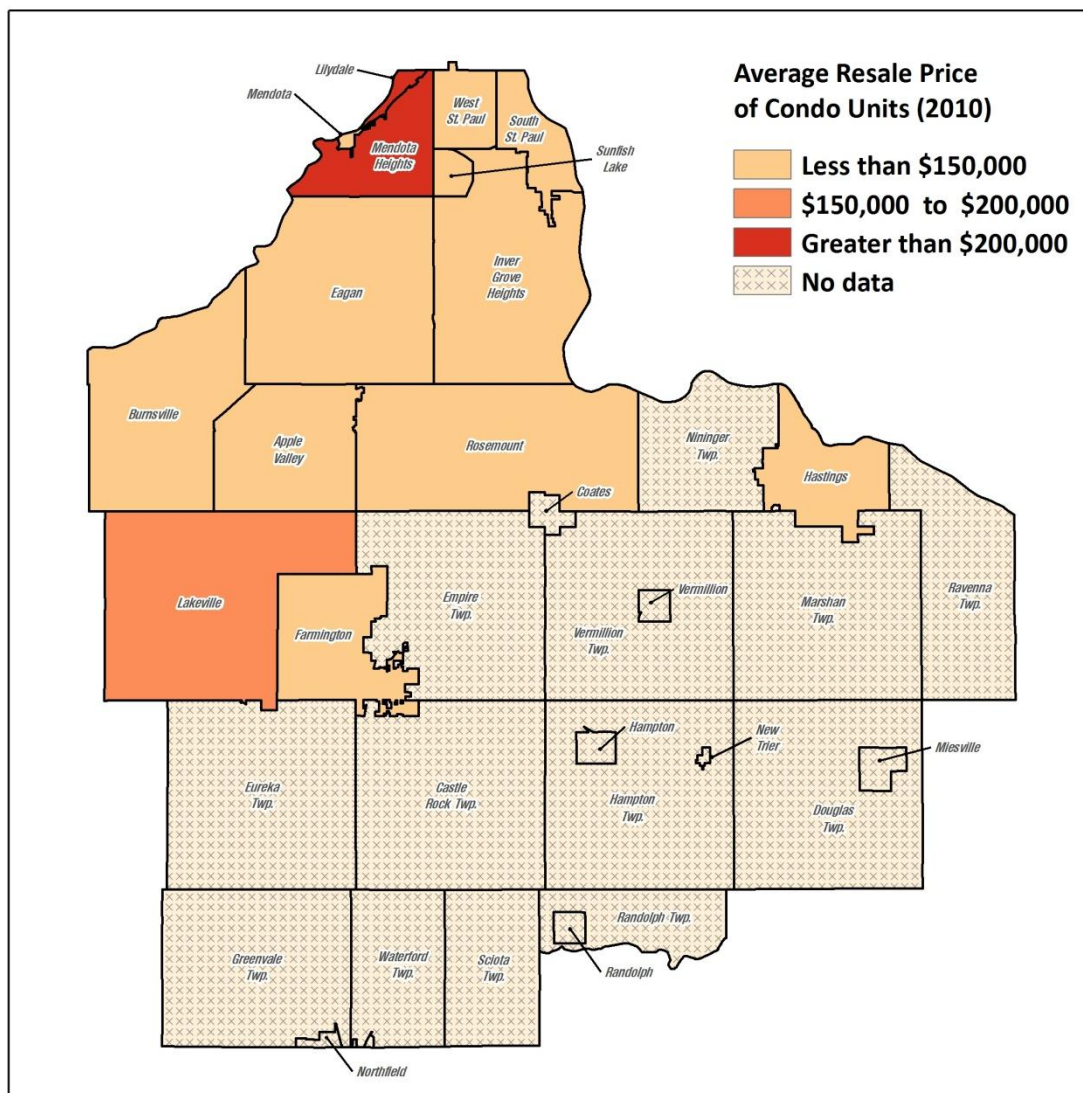 Average Resale Price
of Condo Units (2010)
Less than $150,000
$150,000 to $200,000
Greater than $200,000
No data
Lilydale
Mendota
Mendota
Heights
West
St. Paul
South
St. Paul
Sunfish
Lake
Eagan
Inver
Grove
Heights
Burnsville
Apple
Valley
Rosemount
Nininger
Twp.
Hastings
Coates
Lakeville
Farmington
Empire
Twp.
Vermillion
Vermillion
Twp.
Marshan
Twp.
Ravenna
Twp.
Eureka
Twp.
Castle
Rock Twp.
Hampton
Hampton
Twp.
New
Trier
Miesville
Douglas
Twp.
Greenvale
Twp.
Waterford
Twp.
Sciota
Twp.
Randolph Twp.
Randolph
Northfield